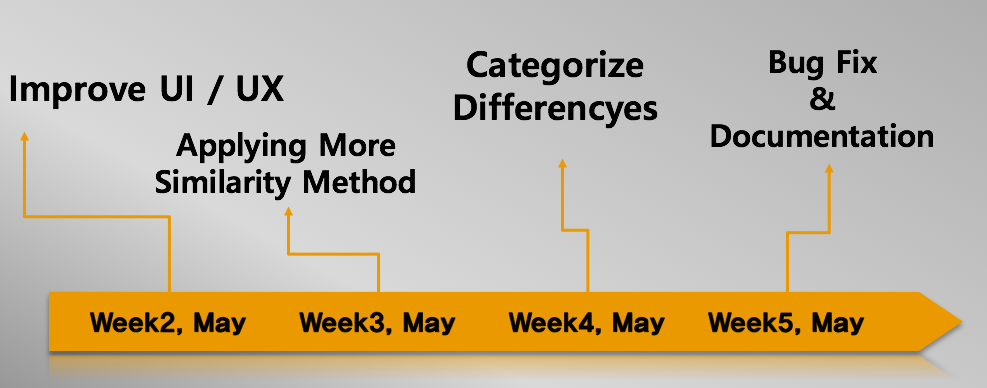 Improve UI / UX
Applying More
Similarity Method
Categorize
Differencyes
Bug Fix
&
Documentation
Week2, May
Week3, May
Week4, May
Week5, May